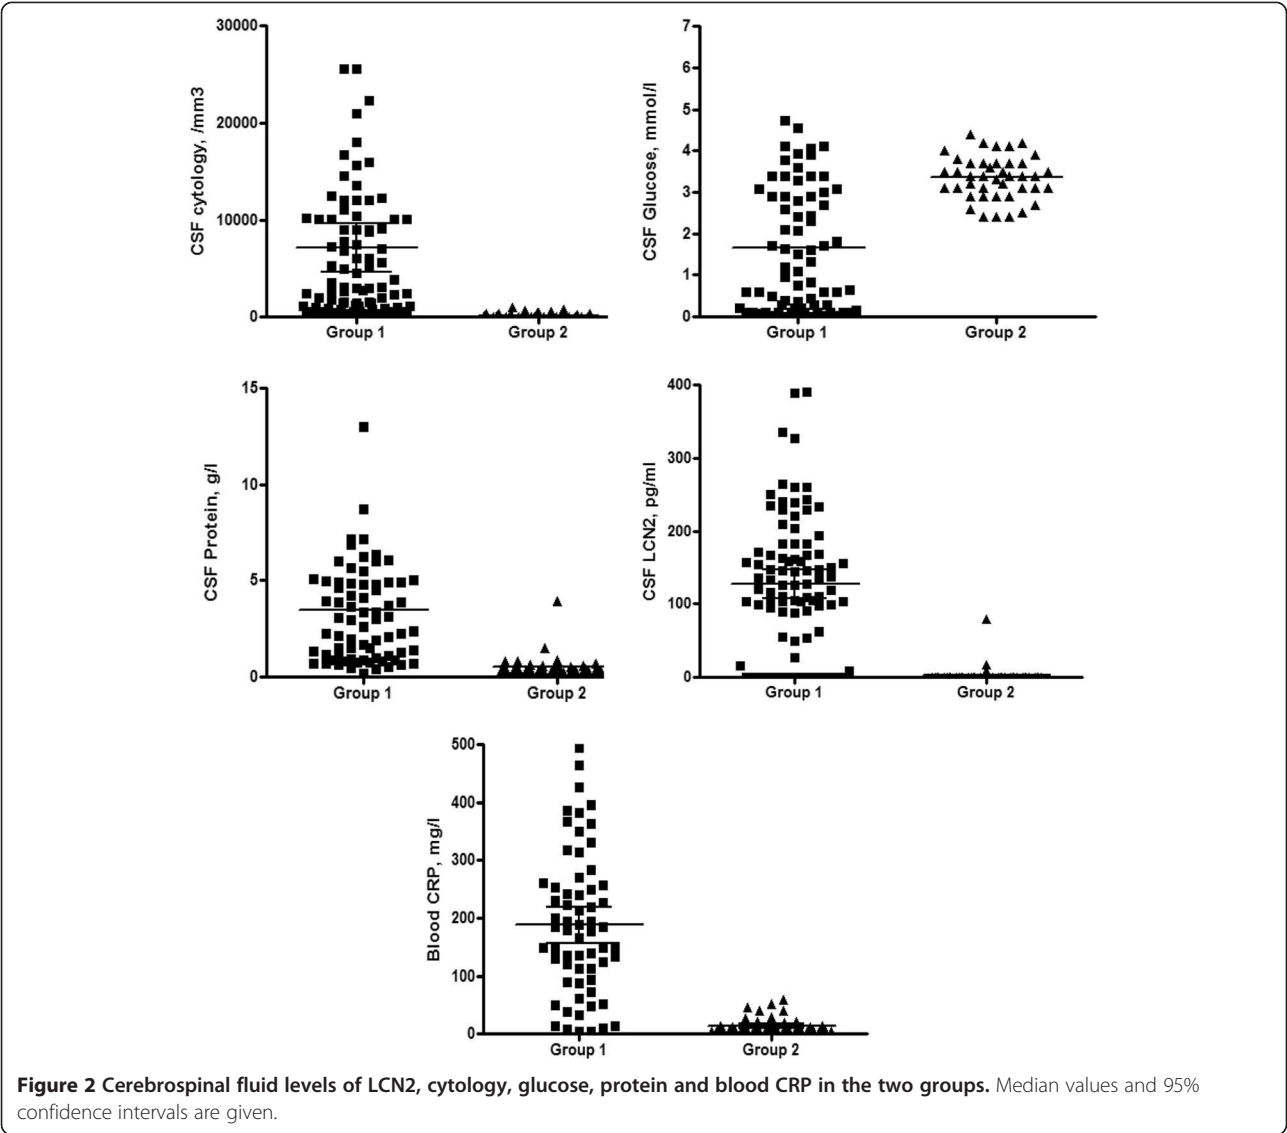 30000
20000
10000
0
CSF cytology, /mm3
Group 1
Group 2
7
6
5
4
3
2
1
0
CSF Glucose, mmol/l
Group 1
Group 2
15
10
5
0
CSF Protein, g/l
Group 1
Group 2
400
300
200
100
0
CSF LCN2, pg/ml
Group 1
Group 2
500
400
300
200
100
0
Blood CRP, mg/l
Group 1
Group 2
Figure 2 Cerebrospinal fluid levels of LCN2, cytology, glucose, protein and blood CRP in the two groups. Median values and 95%
confidence intervals are given.